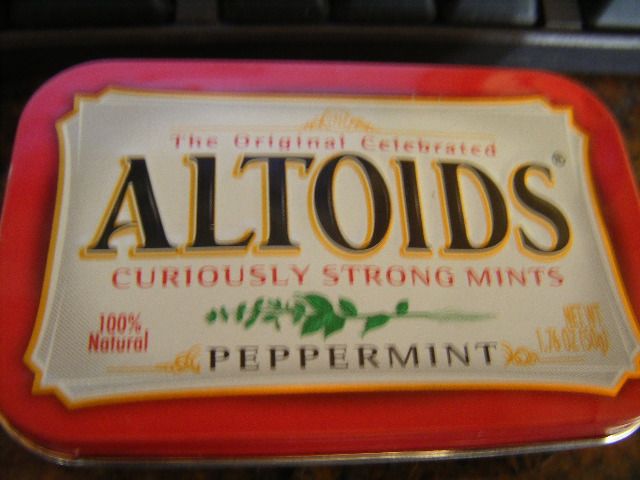 The Original Celebrated
ALTOIDS®
CURIOUSLY STRONG MINTS
100%
Natural
NET WT.
1.76 OZ (50g)
PEPPERMINT